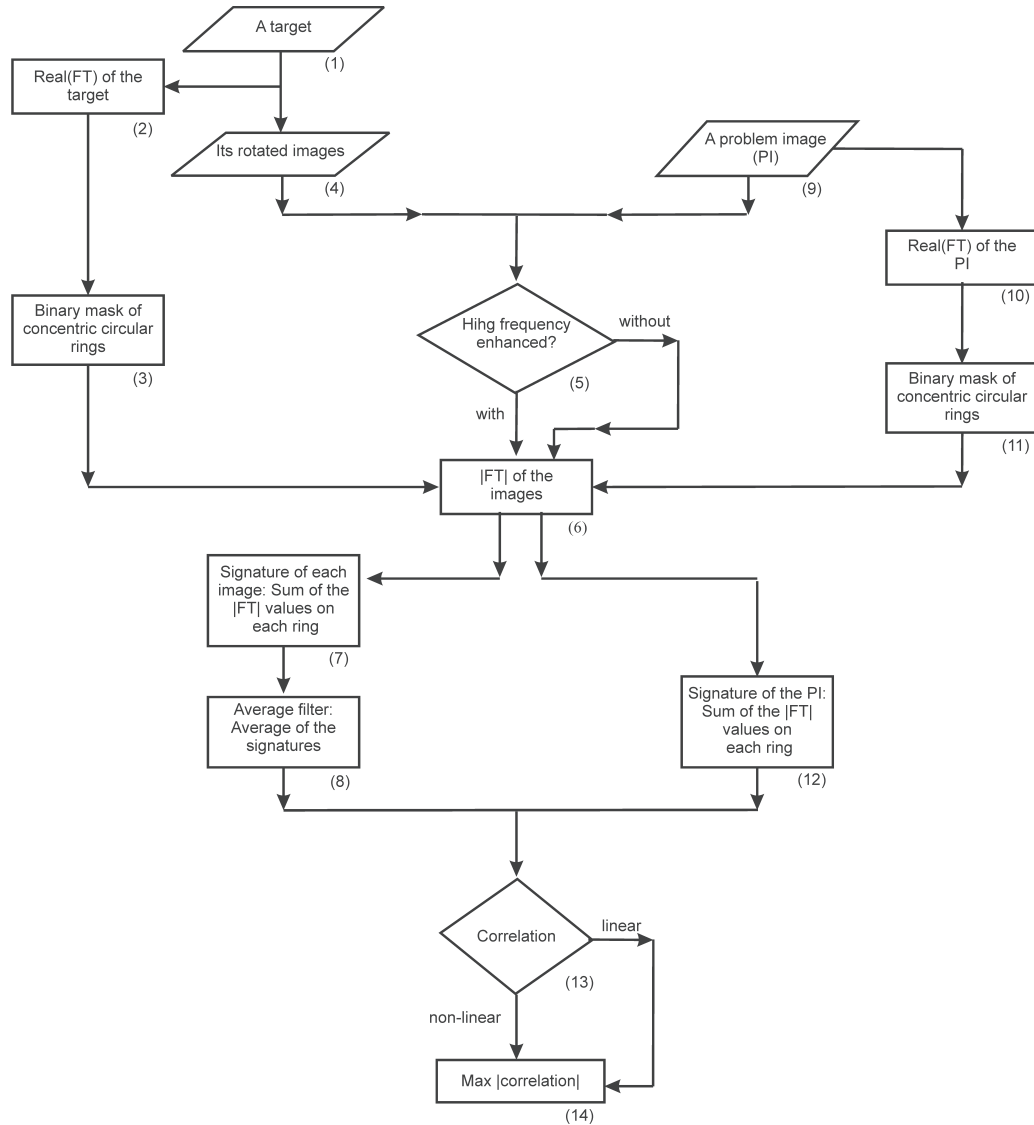 A target
(1)
Real(FT) of the
target
(2)
Its rotated images
(4)
A problem image
(PI)
(9)
Real(FT) of the
PI
(10)
Binary mask of
concentric circular
rings
(3)
Hihg frequency
enhanced?
(5)
without
with
Binary mask of
concentric circular
rings
(11)
|FT| of the
images
(6)
Signature of each
image: Sum of the
|FT| values on
each ring
(7)
Average filter:
Average of the
signatures
(8)
Signature of the PI:
Sum of the |FT|
values on
each ring
(12)
Correlation
(13)
linear
non-linear
Max |correlation|
(14)